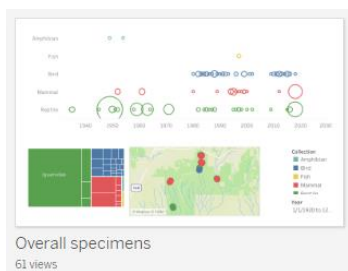 Amphibian
Fish
Bird
Mammal
Reptile
1940 1950 1960 1970 1980 1990 2000 2010 2020 2030
Collection
Amphibian
Bird
Fish
Mammal
Reptile
Year
Overall specimens
61 views